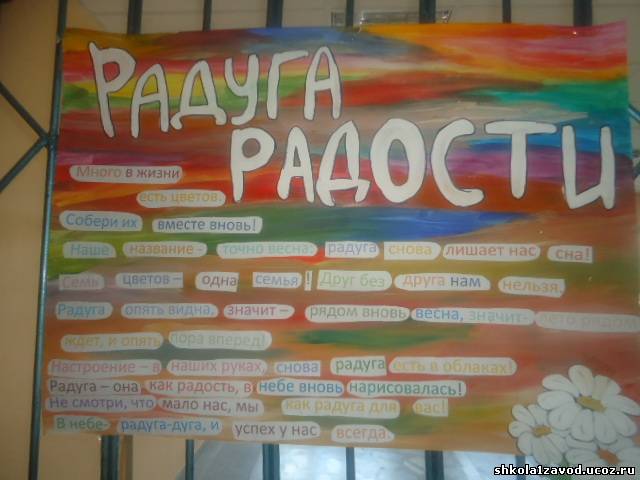 РАДУГА
РАДОСТИ
Много в жизни
есть цветов.
Собери их вместе вновь!
Наше название - точно весна, радуга снова лишает нас сна!
Семь цветов – одна семья! Друг без друга нам нельзя,
Радуга опять видна, значит – рядом вновь весна, значит- лето рядом
ждет, и опять пора вперед!
Настроение – в наших руках, снова радуга есть в облаках!
Радуга – она как радость, в небе вновь нарисовалась!
Не смотри, что мало нас, мы как радуга для вас!
В небе- радуга-дуга, и успех у нас всегда.
shkola1zavod.ucoz.ru